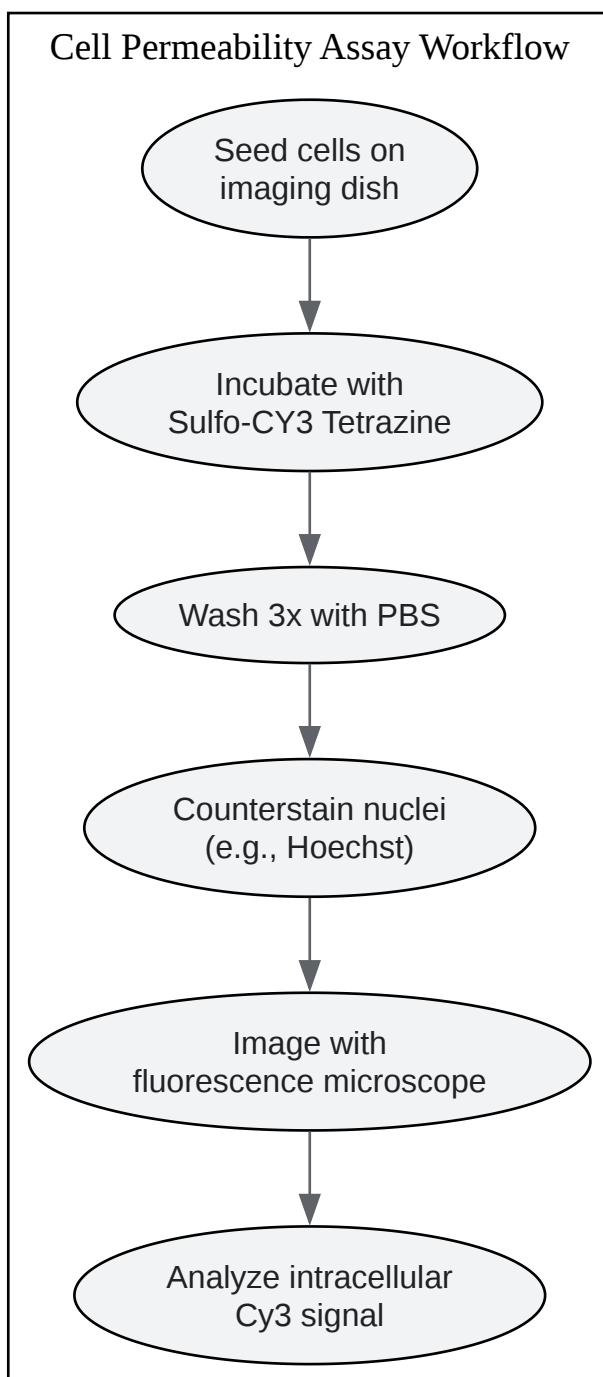 Cell Permeability Assay Workflow
Seed cells on
imaging dish
Incubate with
Sulfo-CY3 Tetrazine
Wash 3x with PBS
Counterstain nuclei
(e.g., Hoechst)
Image with
fluorescence microscope
Analyze intracellular
Cy3 signal